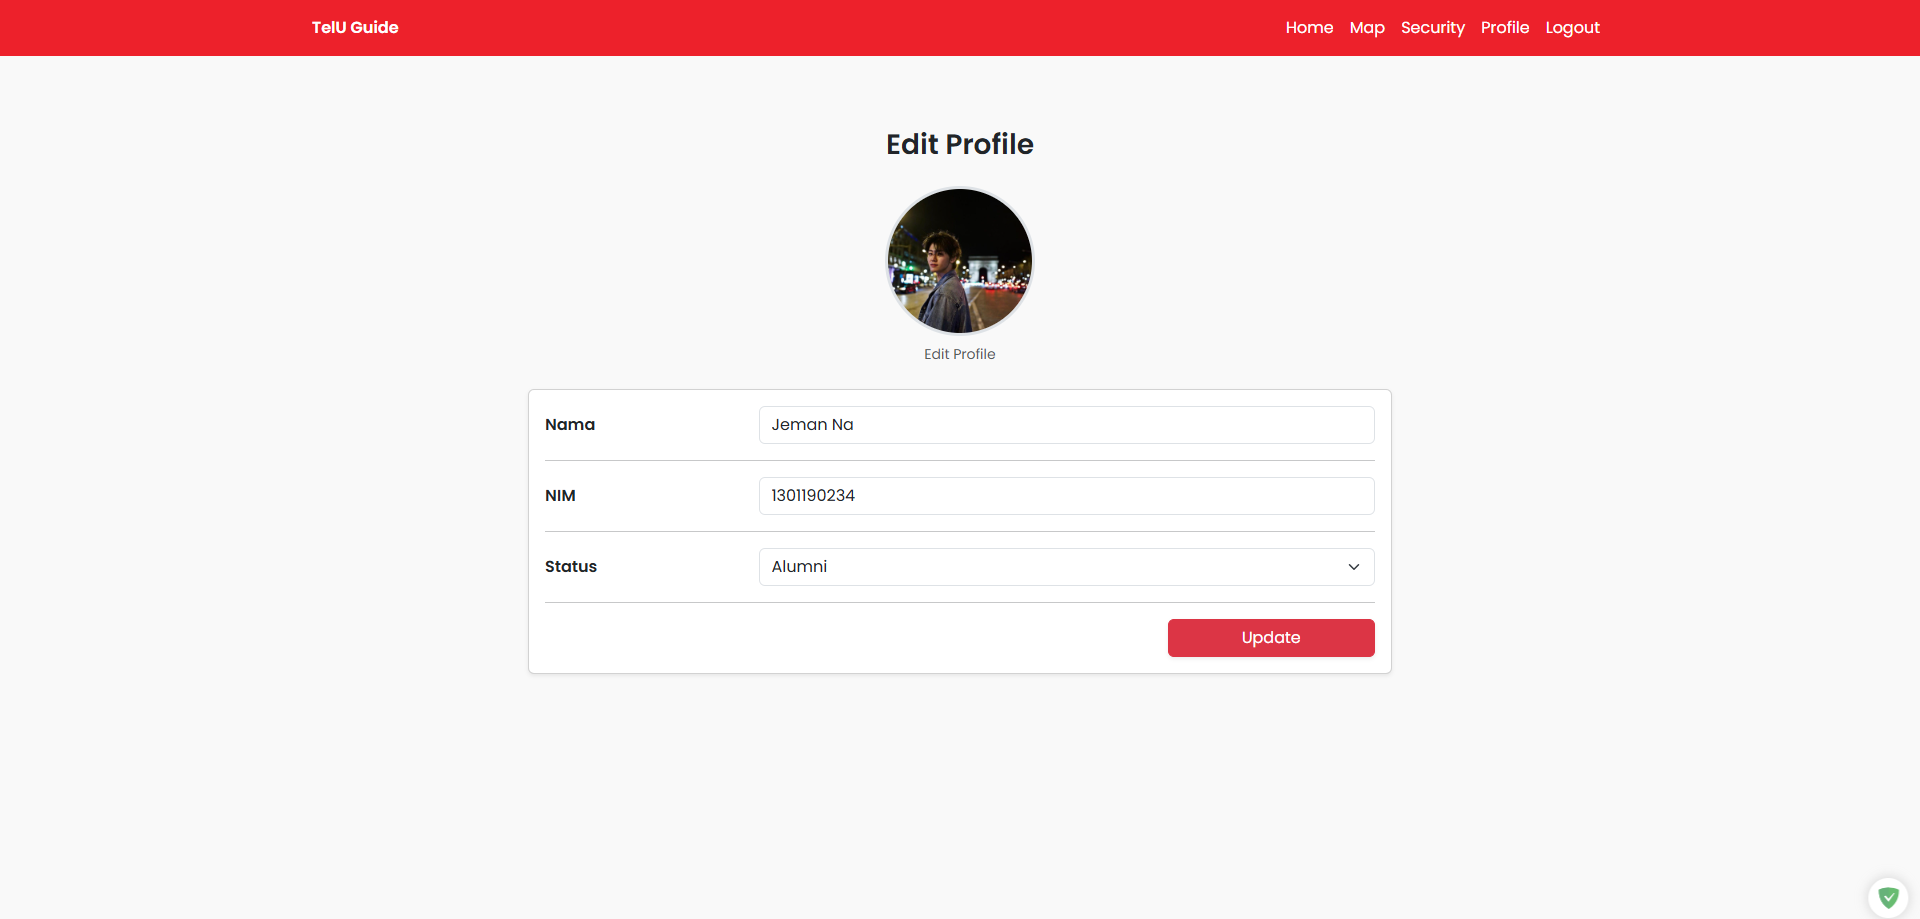 TelU Guide
Home Map Security Profile Logout
Edit Profile
Edit Profile
Nama Jeman Na
NIM 1301190234
Status Alumni
Update